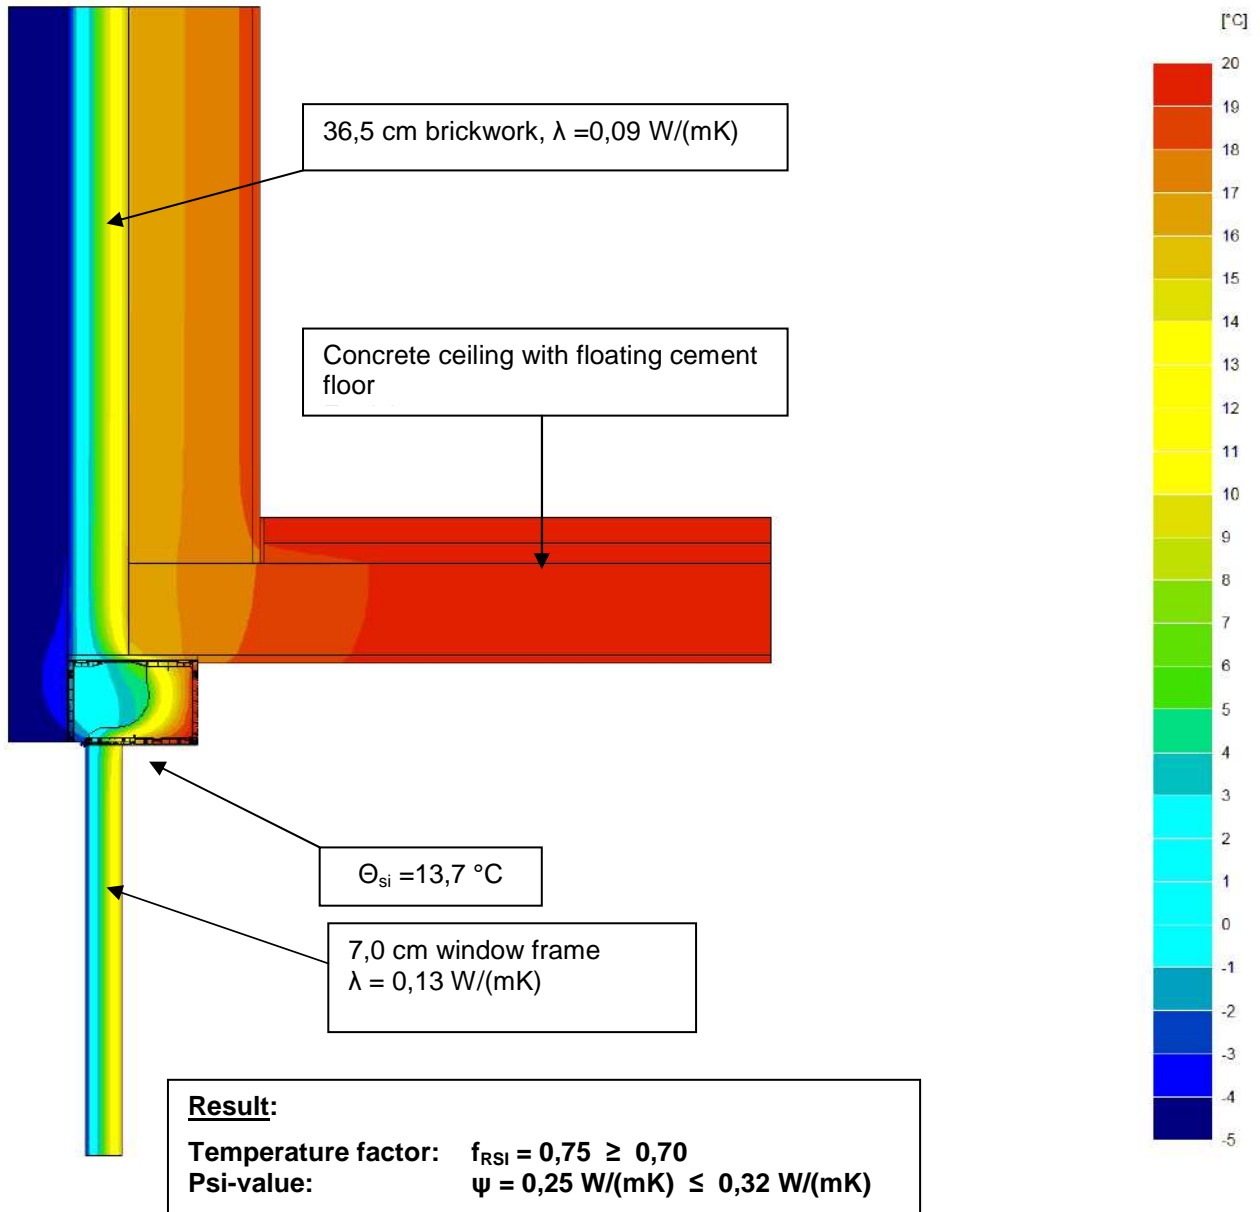 [°C]
36,5 cm brickwork, λ =0,09 W/(mK)
Concrete ceiling with floating cement
floor
Θsi =13,7 °C
7,0 cm window frame
λ = 0,13 W/(mK)
20
19
18
17
16
15
14
13
12
11
10
9
8
7
6
5
4
3
2
1
0
-1
-2
-3
-4
-5
Result:
Temperature factor: fRSI = 0,75 ≥ 0,70
Psi-value: ψ = 0,25 W/(mK) ≤ 0,32 W/(mK)